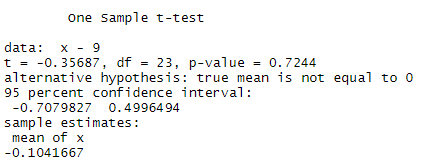 One Sample t-test
data: x - 9
t = -0.35687, df = 23, p-value = 0.7244
alternative hypothesis: true mean is not equal to 0
95 percent confidence interval:
-0.7079827 0.4996494
sample estimates:
mean of x
-0.1041667